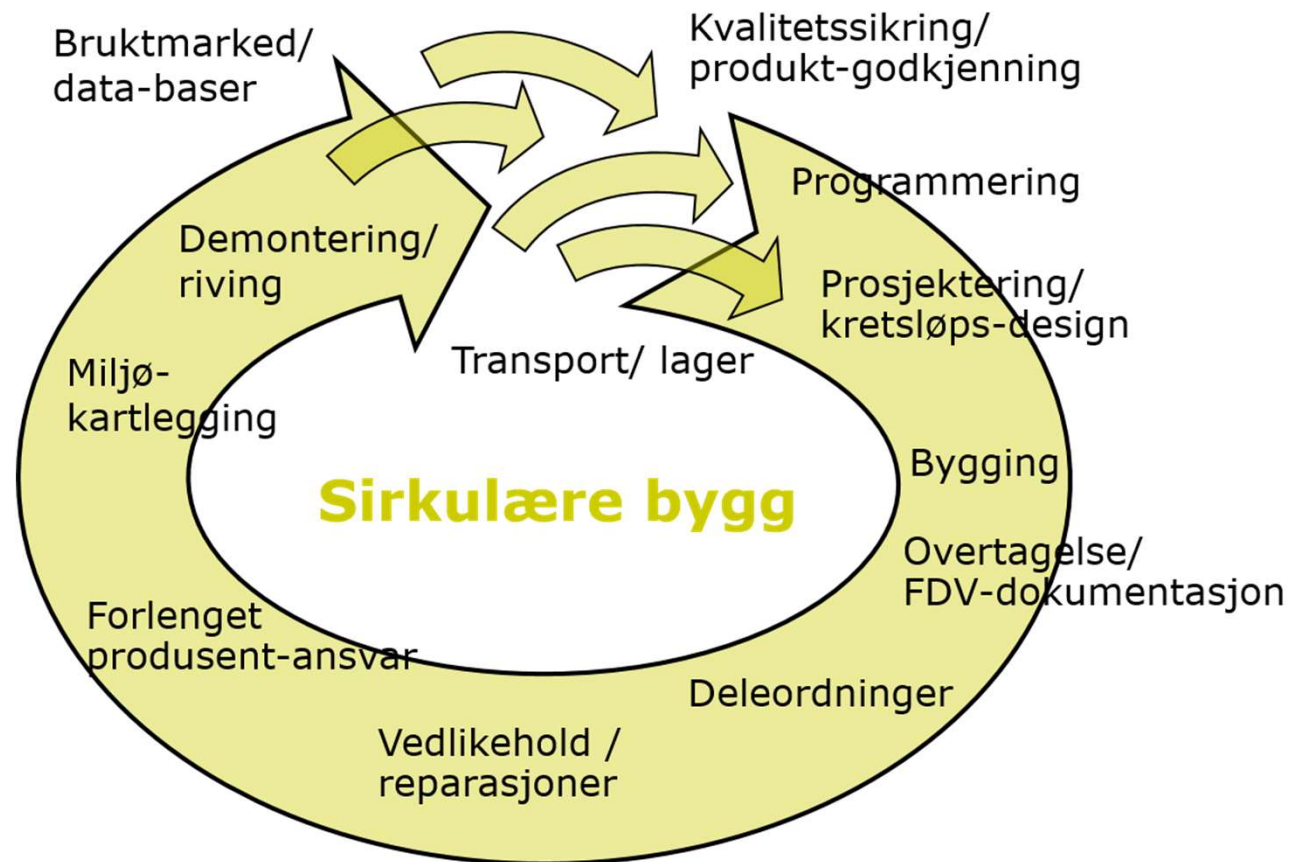 Bruktmarked/
data-baser
Kvalitetssikring/
produkt-godkjenning
Programmering
Demontering/
riving
Prosjektering/
kretsløps-design
Transport/ lager
Miljø-
kartlegging
Bygging
Sirkulære bygg
Overtagelse/
FDV-dokumentasjon
Forlenget
produsent-ansvar
Deleordninger
Vedlikehold /
reparasjoner